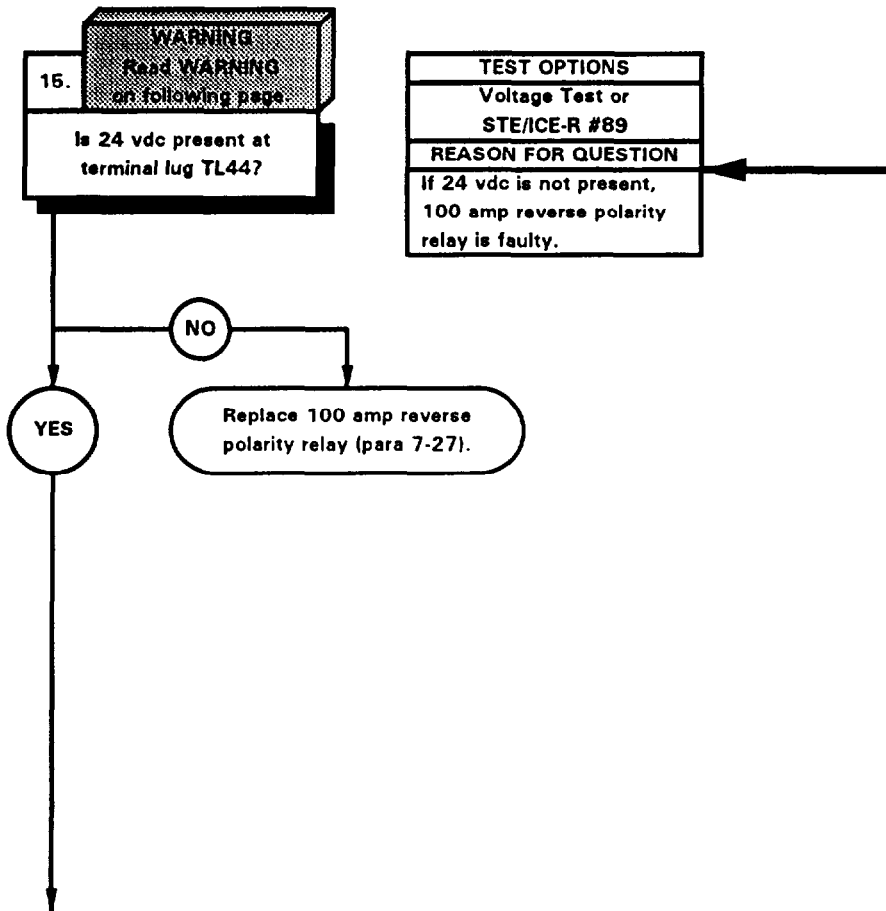 WARNING
Read WARNING
on following page
15.
Is 24 vdc present at
terminal lug TL44?
TEST OPTIONS
Voltage Test or
STE/ICE-R #89
REASON FOR QUESTION
If 24 vdc is not present,
100 amp reverse polarity
relay is faulty.
NO
YES
Replace 100 amp reverse
polarity relay (para 7-27).